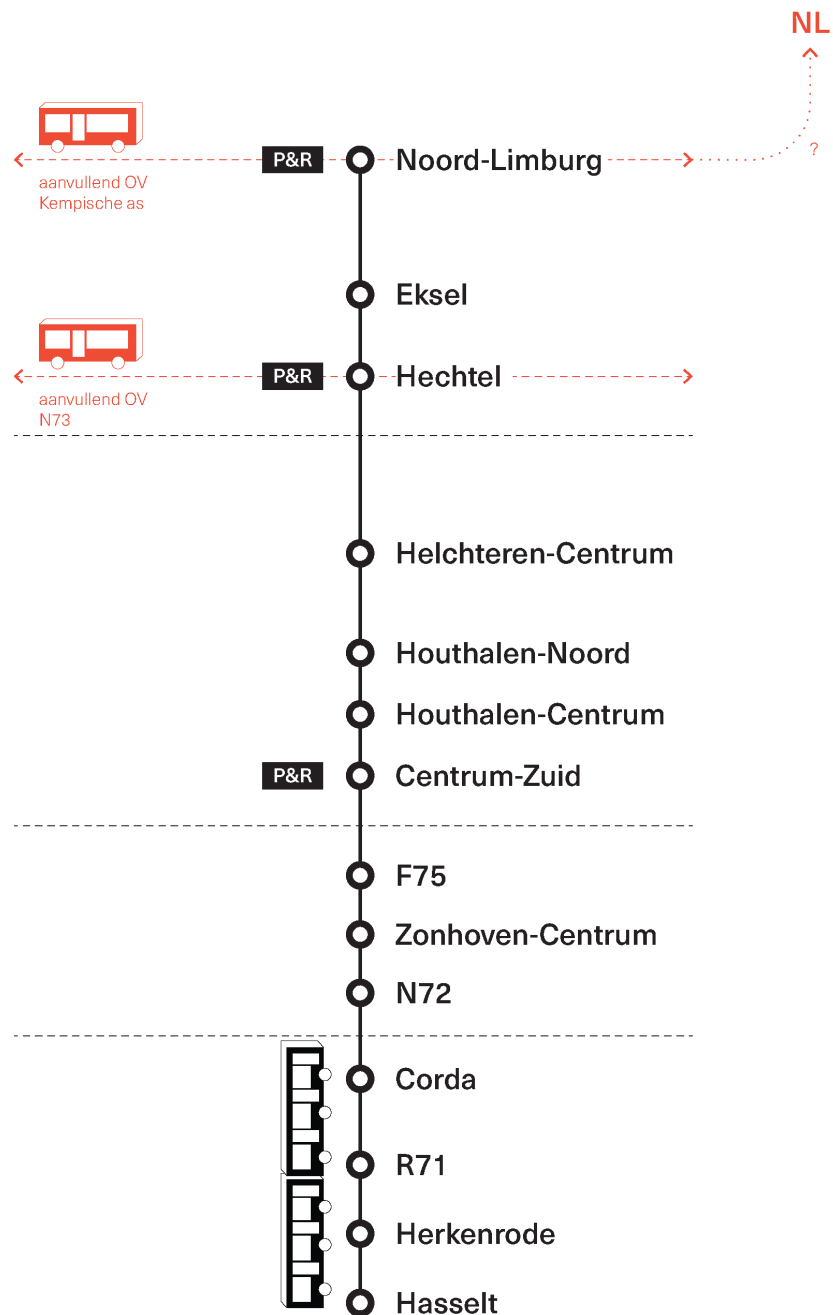 NL
P&R
Noord-Limburg
?
aanvullend OV
Kempische as
Eksel
P&R
Hechtel
aanvullend OV
N73
Helchteren-Centrum
Houthalen-Noord
Houthalen-Centrum
P&R
Centrum-Zuid
F75
Zonhoven-Centrum
N72
Corda
R71
Herkenrode
Hasselt